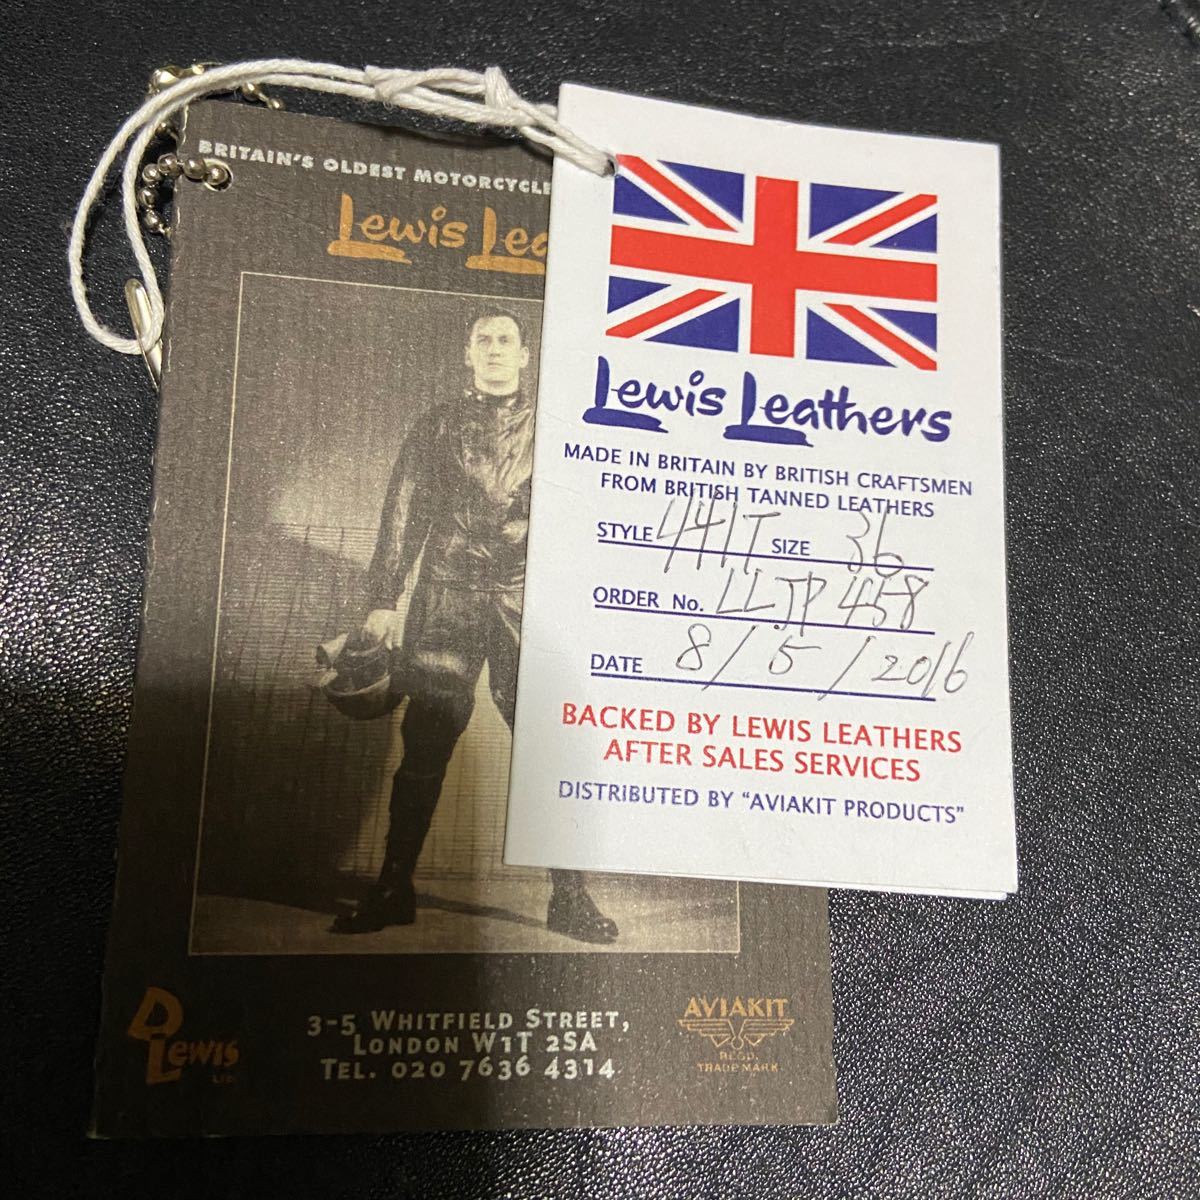 BRITAIN'S OLDEST MOTORCYCLE
Lewis Lea
D
Lewis
LTD
3-5 WHITFIELD STREET,
LONDON W1T 2SA
TEL. 020 7636 4314
AVIAKIT
REGD.
TRADE MARK
Lewis Leathers
MADE IN BRITAIN BY BRITISH CRAFTSMEN
FROM BRITISH TANNED LEATHERS
STYLE 441T SIZE 36
ORDER No. LLJP 458
DATE 8/5/2016
BACKED BY LEWIS LEATHERS
AFTER SALES SERVICES
DISTRIBUTED BY "AVIAKIT PRODUCTS"